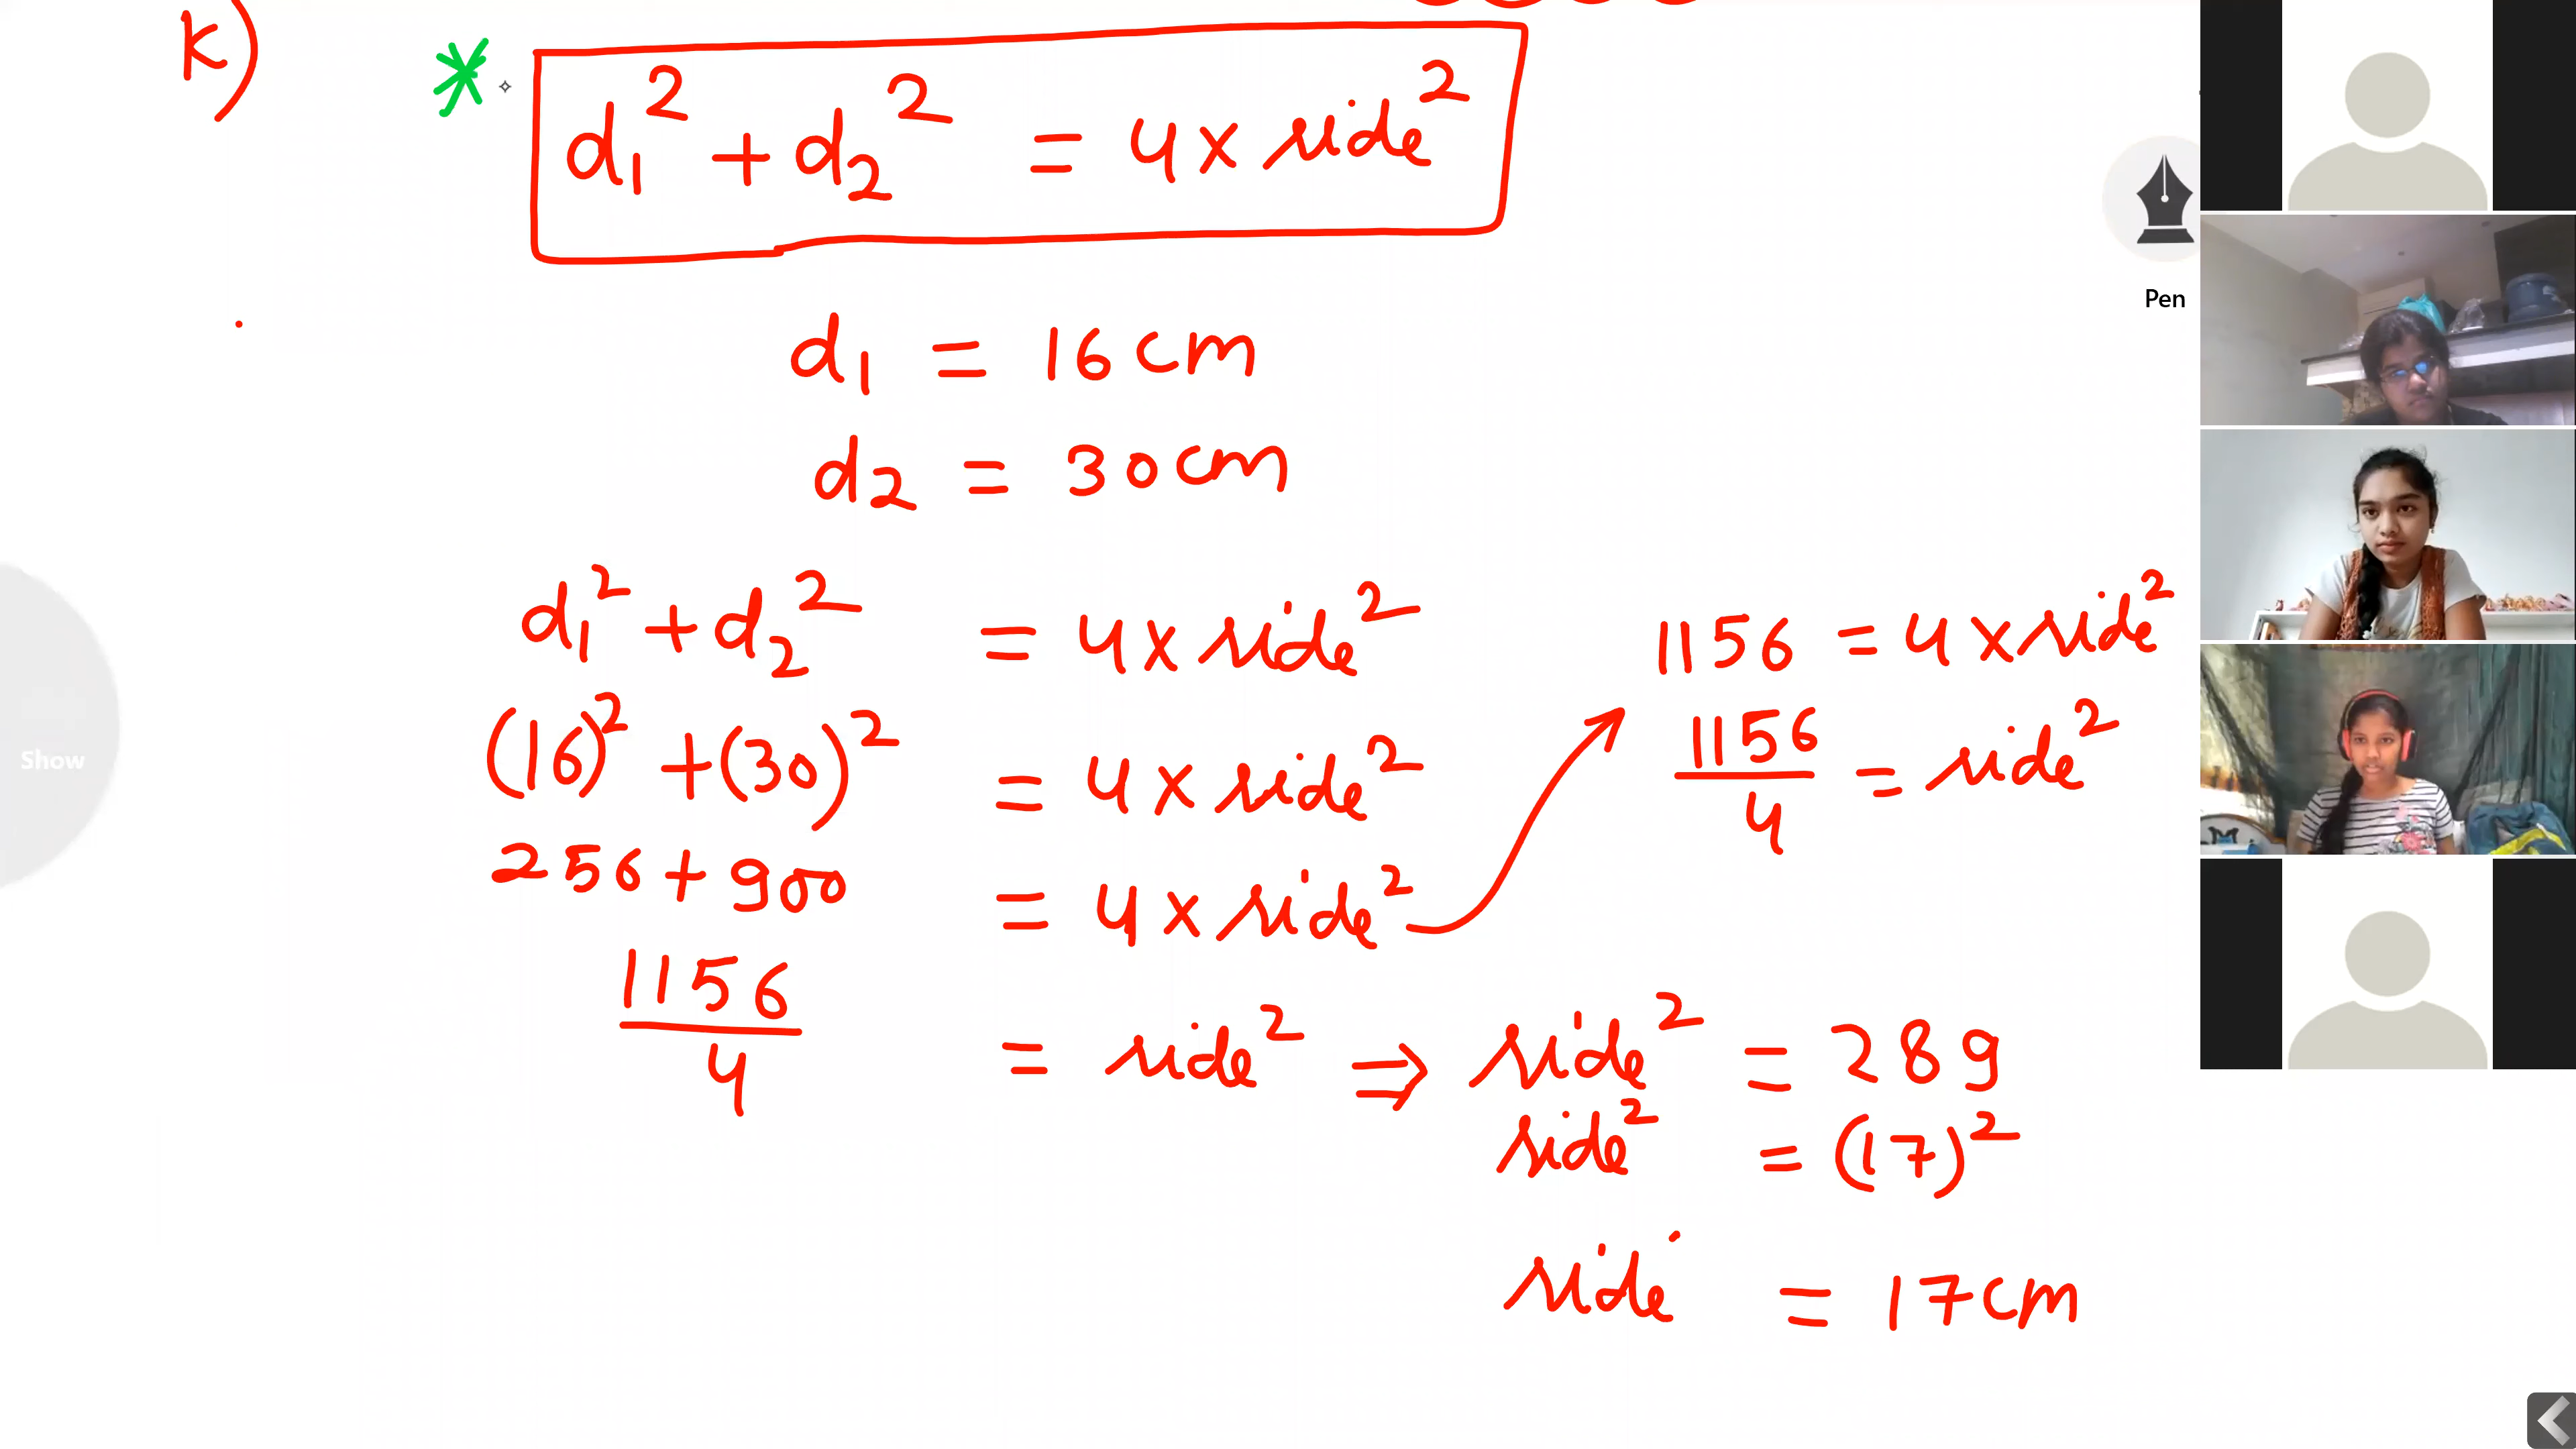 k)
* d₁² + d₂² = 4 x side²
Pen
d₁ = 16 cm
d₂ = 30 cm
d₁² + d₂² = 4 x side²
(16)² + (30)² = 4 x side²
256 + 900 = 4 x side²
1156/4 = side² ⇒ side² = 289
1156 = 4 x side²
1156/4 = side²
side² = (17)²
side = 17 cm
Show